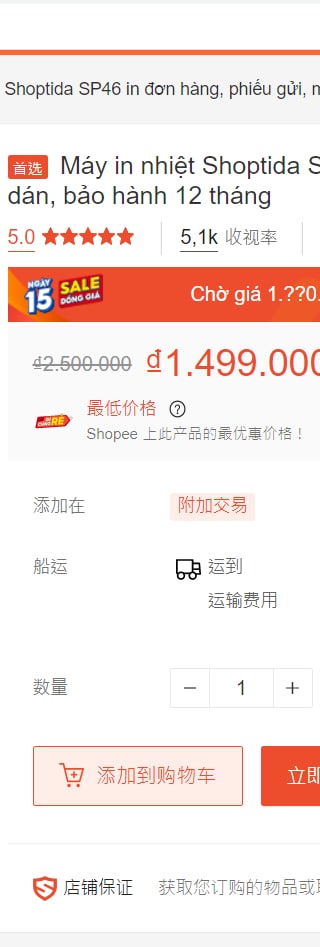 Shoptida SP46 in đơn hàng, phiếu gửi,
首选 Máy in nhiệt Shoptida
dán, bảo hành 12 tháng
5.0 5,1k 收视率
NGÀY 15 SALE ĐỒNG GIÁ Chờ giá 1.??0.
₫2.500.000 ₫1.499.000
RẺ 最低价格 ?
Shopee 上此产品的最优惠价格！
添加在 附加交易
船运 运到
运输费用
数量 − 1 +
添加到购物车 立即
店铺保证 获取您订购的物品或